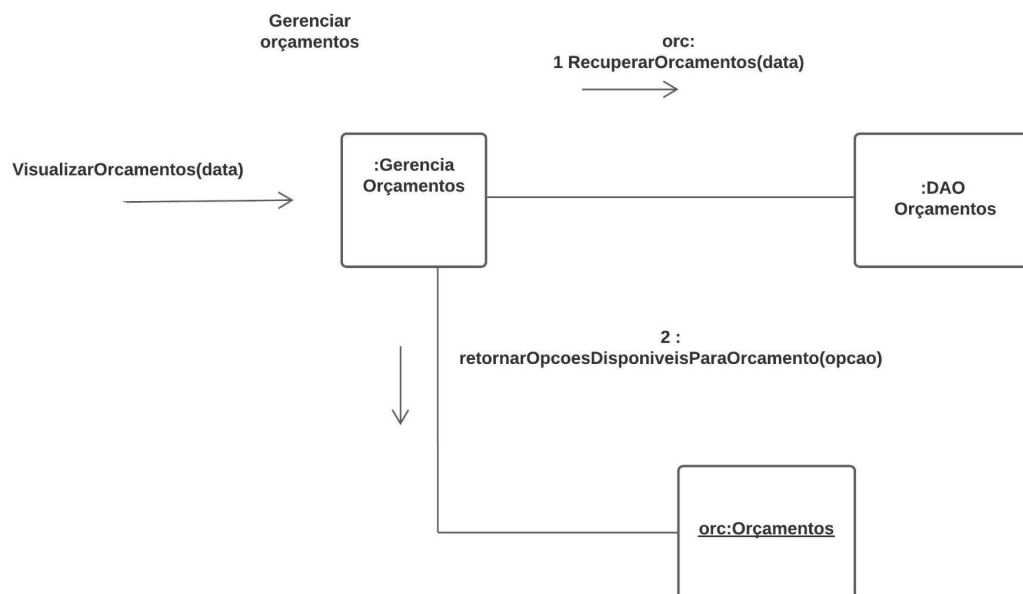 Gerenciar
orçamentos
orc:
1 RecuperarOrcamentos(data)
VisualizarOrcamentos(data)
:Gerencia
Orçamentos
:DAO
Orçamentos
2 :
retornarOpcoesDisponiveisParaOrcamento(opcao)
orc:Orçamentos